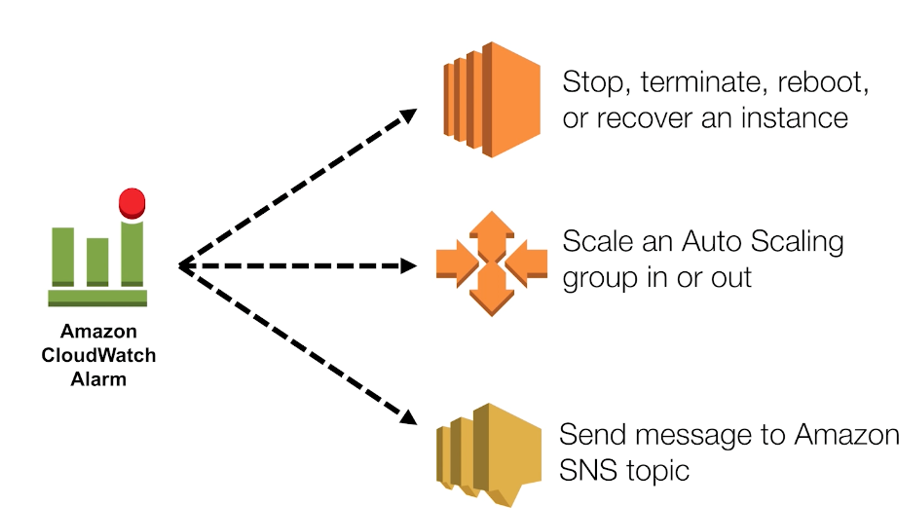 Stop, terminate, reboot,
or recover an instance
Scale an Auto Scaling
group in or out
Amazon
CloudWatch
Alarm
Send message to Amazon
SNS topic